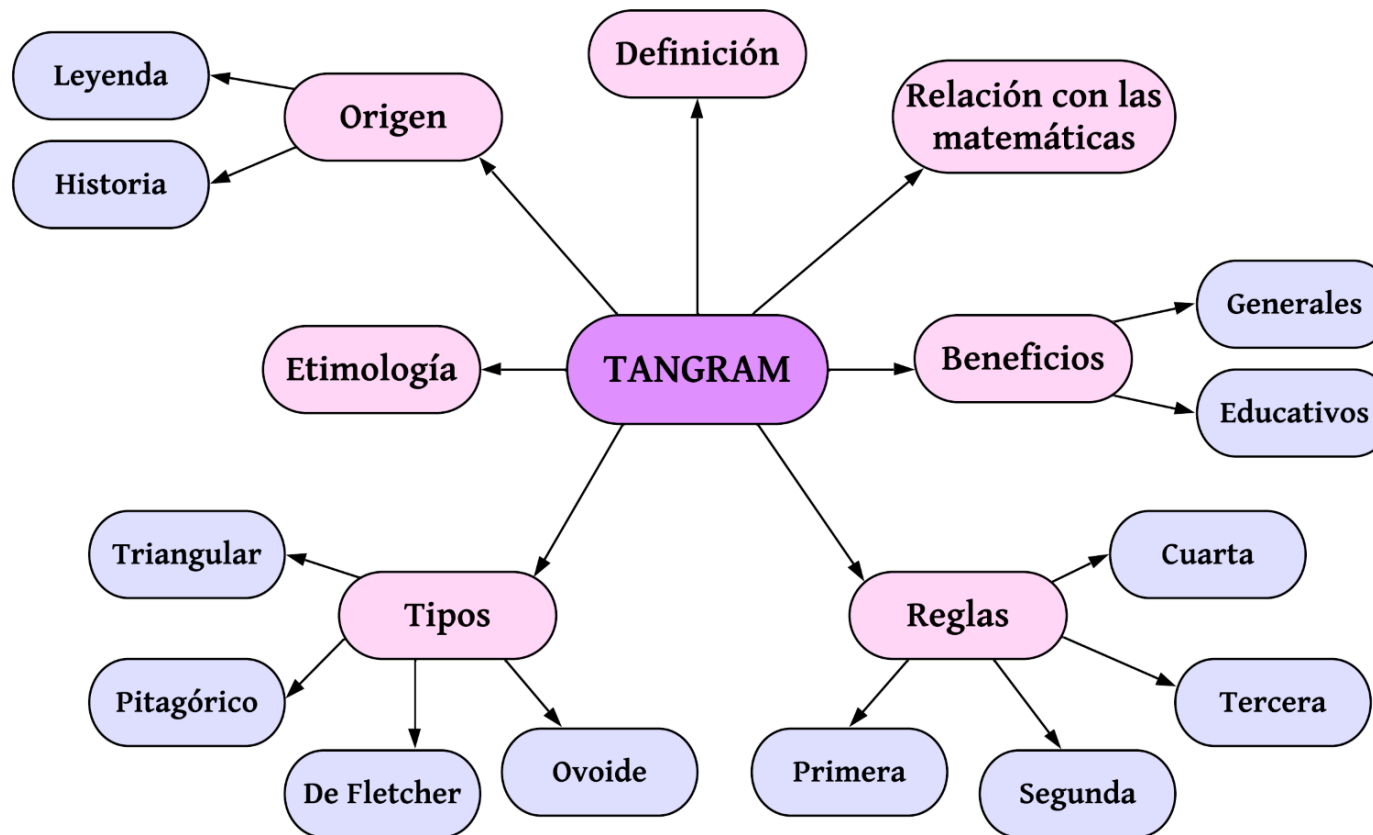 Definición
Leyenda
Origen
Relación con las
matemáticas
Historia
Generales
Etimología
TANGRAM
Beneficios
Educativos
Triangular
Cuarta
Tipos
Reglas
Pitagórico
Tercera
De Fletcher
Ovoide
Primera
Segunda